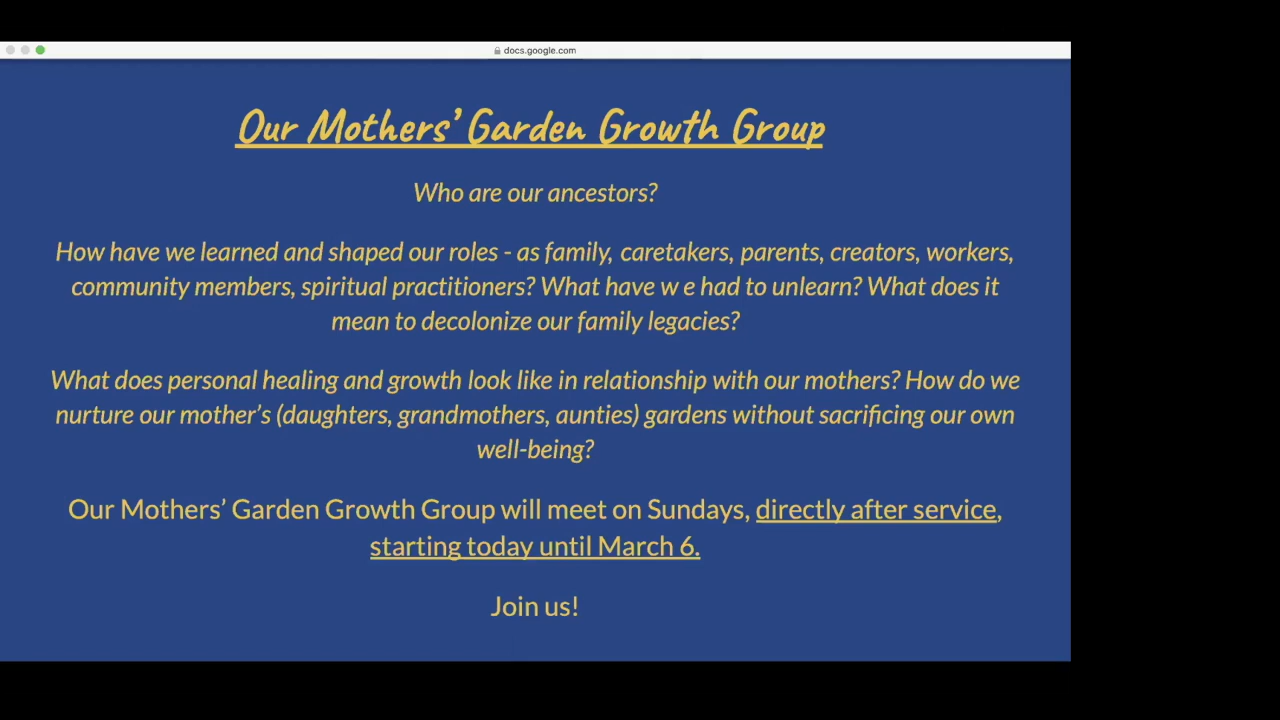 docs.google.com
Our Mothers’ Garden Growth Group
Who are our ancestors?
How have we learned and shaped our roles - as family, caretakers, parents, creators, workers,
community members, spiritual practitioners? What have w e had to unlearn? What does it
mean to decolonize our family legacies?
What does personal healing and growth look like in relationship with our mothers? How do we
nurture our mother’s (daughters, grandmothers, aunties) gardens without sacrificing our own
well-being?
Our Mothers’ Garden Growth Group will meet on Sundays, directly after service,
starting today until March 6.
Join us!